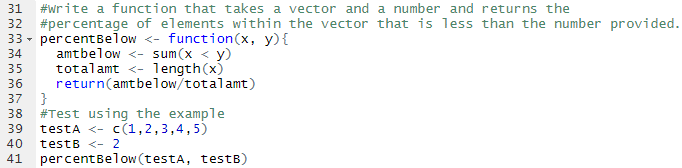 31 #Write a function that takes a vector and a number and returns the
32 #percentage of elements within the vector that is less than the number provided.
33 percentBelow <- function(x, y){
34 amtbelow <- sum(x < y)
35 totalamt <- length(x)
36 return(amtbelow/totalamt)
37 }
38 #Test using the example
39 testA <- c(1,2,3,4,5)
40 testB <- 2
41 percentBelow(testA, testB)